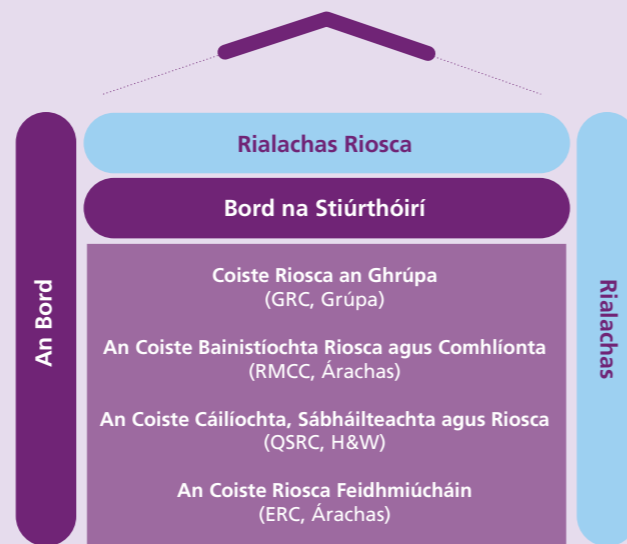 Rialachas Riosca
Bord na Stiúrthóirí
An Bord
Coiste Riosca an Ghrúpa
(GRC, Grúpa)
An Coiste Bainistíochta Riosca agus Comhlíonta
(RMCC, Árachas)
An Coiste Cáilíochta, Sábháilteachta agus Riosca
(QSRC, H&W)
An Coiste Riosca Feidhmiúcháin
(ERC, Árachas)
Rialachas